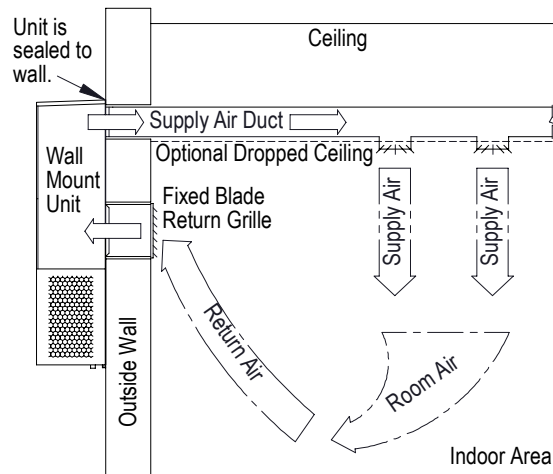 Unit is
sealed to
wall.
Ceiling
Supply Air Duct
Optional Dropped Ceiling
Wall
Mount
Unit
Fixed Blade
Return Grille
Supply Air
Supply Air
Return Air
Room Air
Outside Wall
Indoor Area